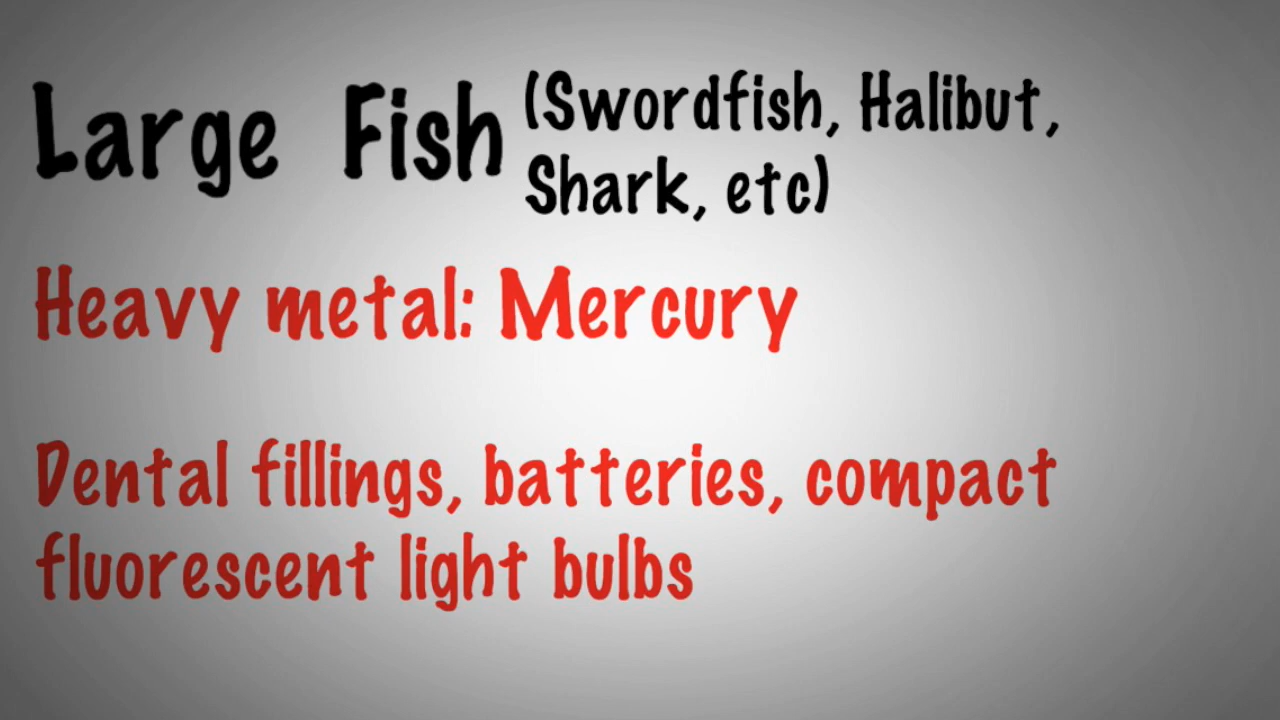 Large Fish (Swordfish, Halibut,
Shark, etc)
Heavy metal: Mercury
Dental fillings, batteries, compact
fluorescent light bulbs